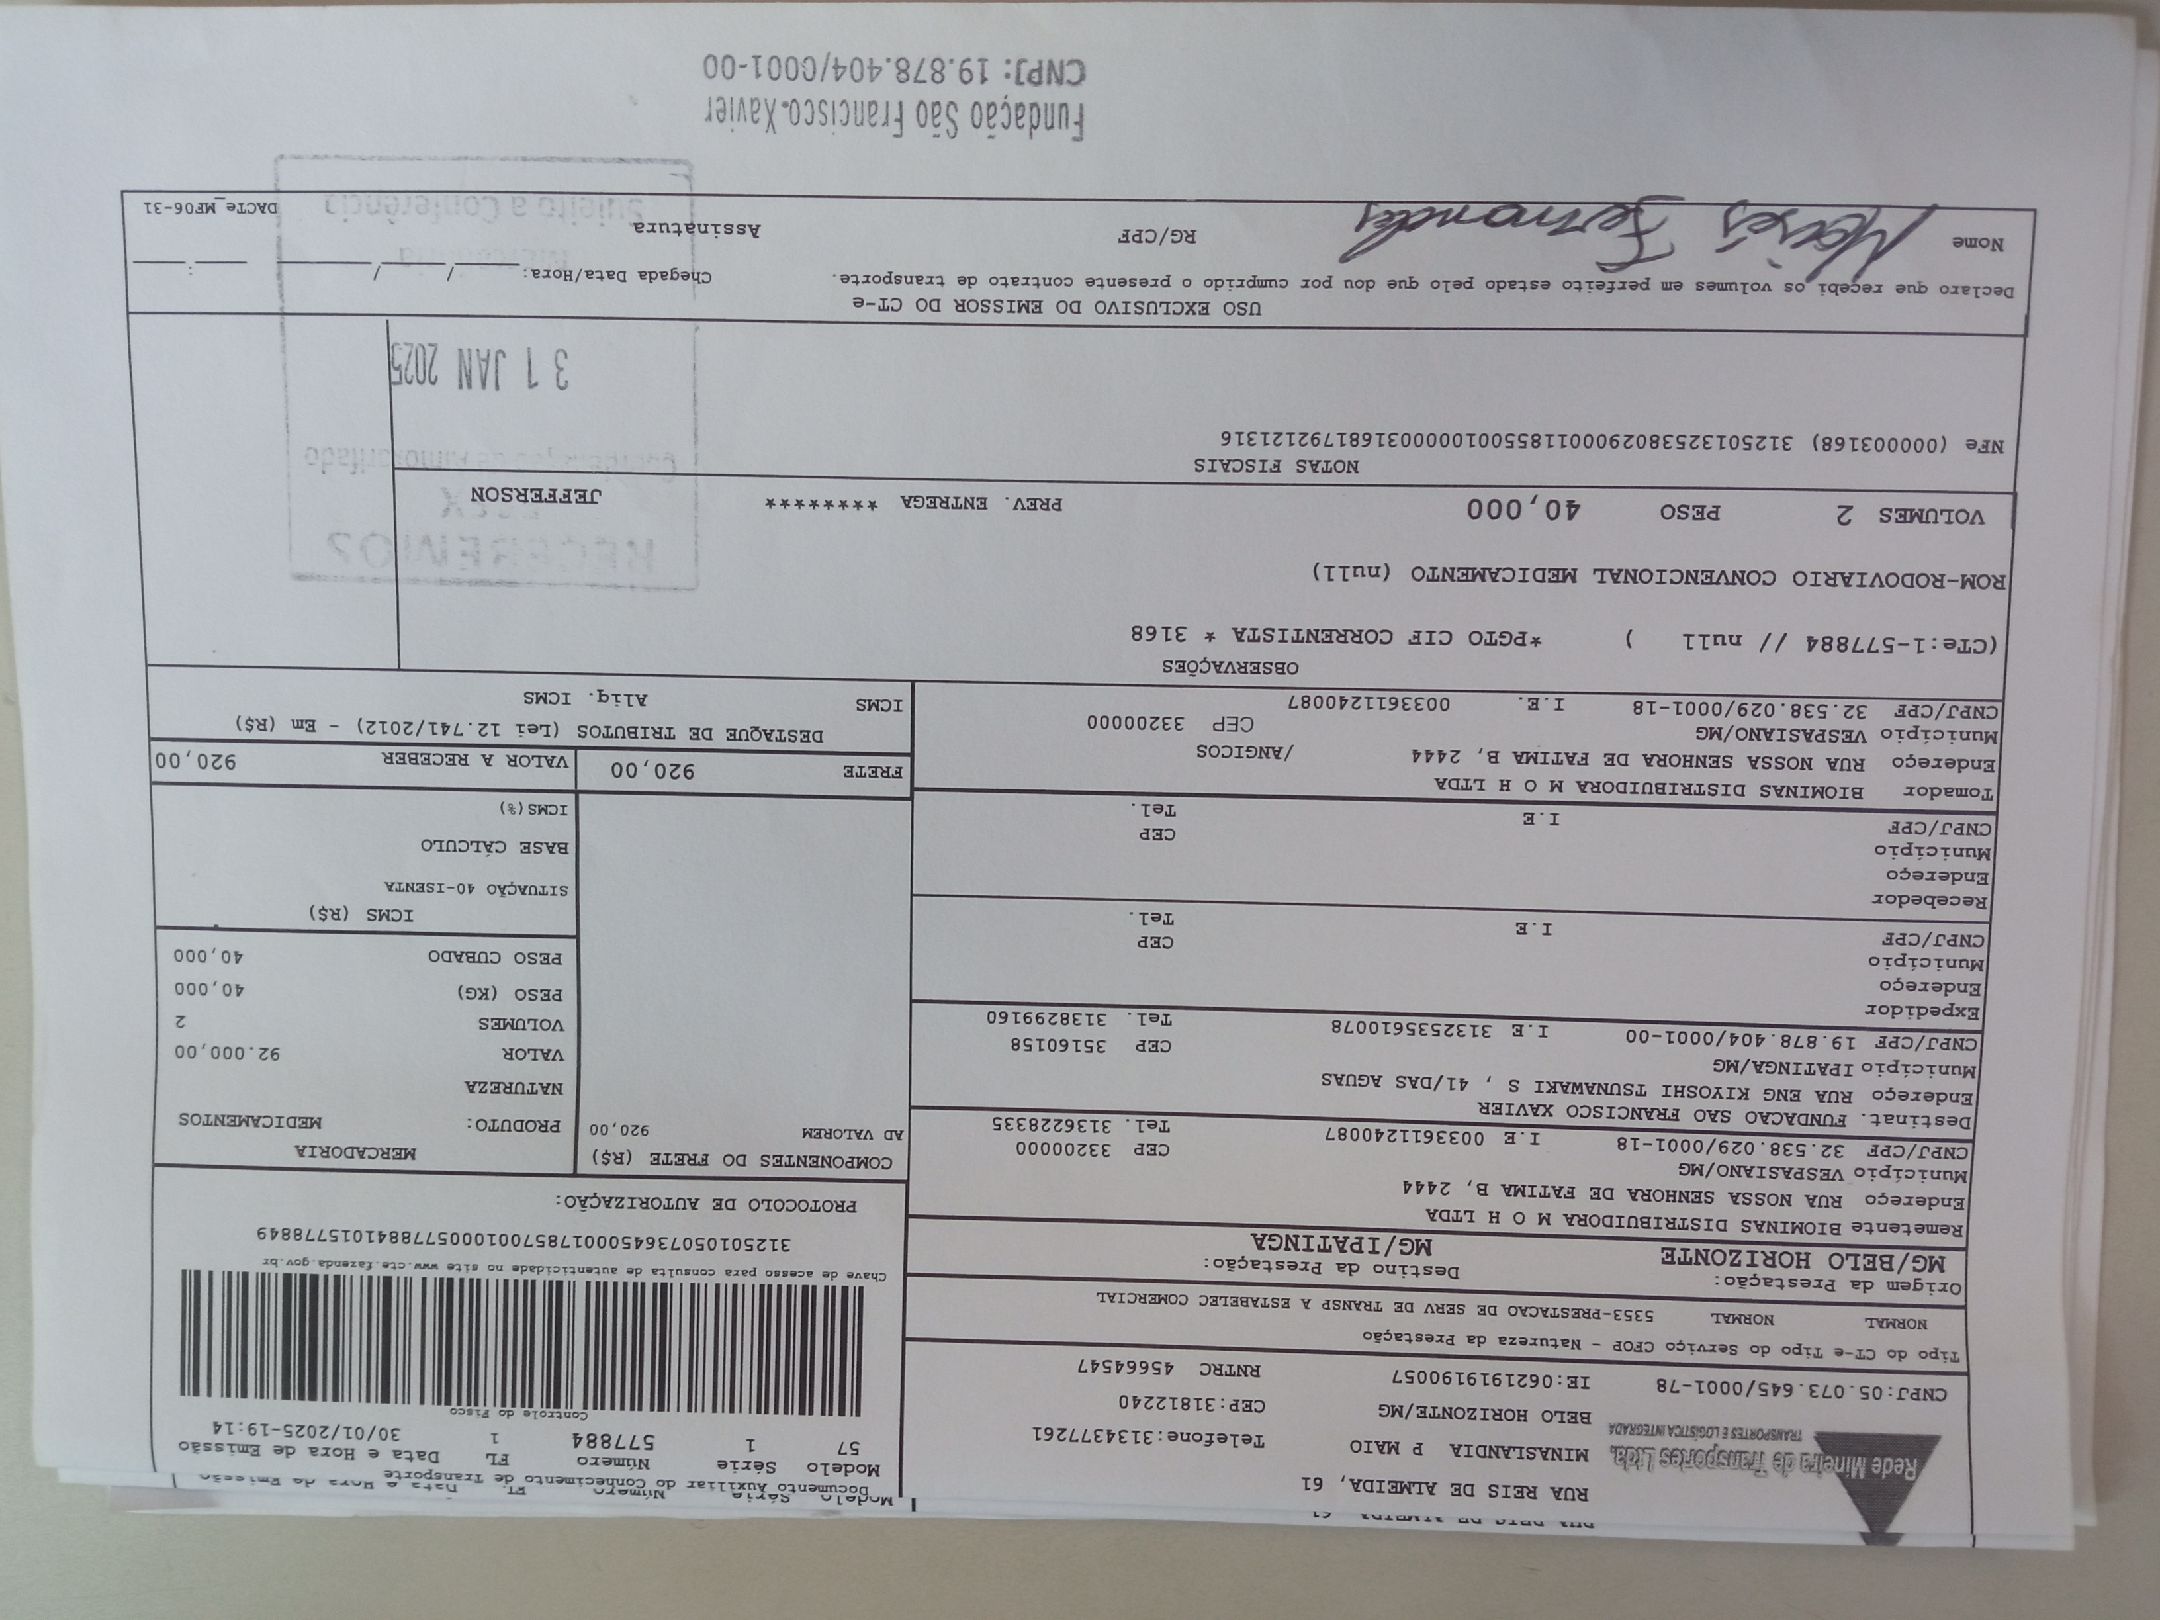 RUA REIS DE ALMEIDA, 61
Rede Mineira de Transportes Ltda.
TRANSPORTES E LOGÍSTICA INTEGRADA
MINASLANDIA P MAIO Telefone:3134377261
BELO HORIZONTE/MG CEP:31812240
CNPJ:05.073.645/0001-78 IE:0621919190057 RNTRC 45664547
Modelo Série Número FL Data e Hora de Emissão
Documento Auxiliar do Conhecimento de Transporte
Modelo Série Número FL Data e Hora de Emissão
57 1 577884 1 30/01/2025-19:14
Controle do Fisco
Chave de acesso para consulta de autenticidade no site www.cte.fazenda.gov.br
31250105073645000178570010005778841015778849
PROTOCOLO DE AUTORIZAÇÃO:
Tipo do CT-e Tipo do Serviço CFOP - Natureza da Prestação
NORMAL NORMAL 5353-PRESTACAO DE SERV DE TRANSP A ESTABELEC COMERCIAL
Origem da Prestação: Destino da Prestação:
MG/BELO HORIZONTE MG/IPATINGA
Remetente BIOMINAS DISTRIBUIDORA M O H LTDA
Endereço RUA NOSSA SENHORA DE FATIMA B, 2444
Município VESPASIANO/MG CEP 33200000
CNPJ/CPF 32.538.029/0001-18 I.E 0033611240087 Tel. 3136228335
Destinat. FUNDACAO SAO FRANCISCO XAVIER
Endereço RUA ENG KIYOSHI TSUNAWAKI S , 41/DAS AGUAS
Município IPATINGA/MG CEP 35160158
CNPJ/CPF 19.878.404/0001-00 I.E 3132535610078 Tel. 3138299160
Expedidor
Endereço
Município CEP
CNPJ/CPF I.E Tel.
Recebedor
Endereço
Município CEP
CNPJ/CPF I.E Tel.
Tomador BIOMINAS DISTRIBUIDORA M O H LTDA
Endereço RUA NOSSA SENHORA DE FATIMA B, 2444 /ANGICOS
Município VESPASIANO/MG CEP 33200000
CNPJ/CPF 32.538.029/0001-18 I.E. 0033611240087
COMPONENTES DO FRETE (R$)
AD VALOREM 920,00
MERCADORIA
PRODUTO: MEDICAMENTOS
NATUREZA
VALOR 92.000,00
VOLUMES 2
PESO (KG) 40,000
PESO CUBADO 40,000
ICMS (R$)
SITUAÇÃO 40-ISENTA
BASE CÁLCULO
ICMS(%)
FRETE 920,00 VALOR A RECEBER 920,00
DESTAQUE DE TRIBUTOS (Lei 12.741/2012) - Em (R$)
ICMS Aliq. ICMS
OBSERVAÇÕES
(CTe:1-577884 // null ) *PGTO CIF CORRENTISTA * 3168
ROM-RODOVIARIO CONVENCIONAL MEDICAMENTO (null)
VOLUMES 2 PESO 40,000 PREV. ENTREGA ******** JEFFERSON
RECEBEMOS
NOTAS FISCAIS
NFe (000003168) 31250132538029000118550010000031681792121316
31 JAN 2025
USO EXCLUSIVO DO EMISSOR DO CT-e
Declaro que recebi os volumes em perfeito estado pelo que dou por cumprido o presente contrato de transporte.
Chegada Data/Hora: / / :
Nome Moisés Fernandes RG/CPF Assinatura
Sujeito a Conferência
DACTe_MF06-31
Fundação São Francisco Xavier
CNPJ: 19.878.404/0001-00